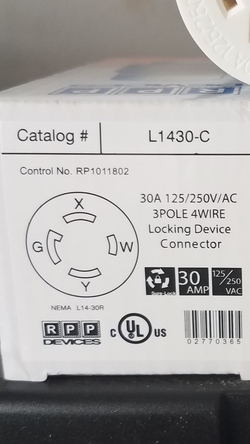 Catalog # L1430-C
Control No. RP1011802
30A 125/250V/AC
3POLE 4WIRE
Locking Device
Connector
X
G
W
Y
NEMA L14-30R
RPP
DEVICES
C UL US
30
AMP
125/
250
VAC
02770365